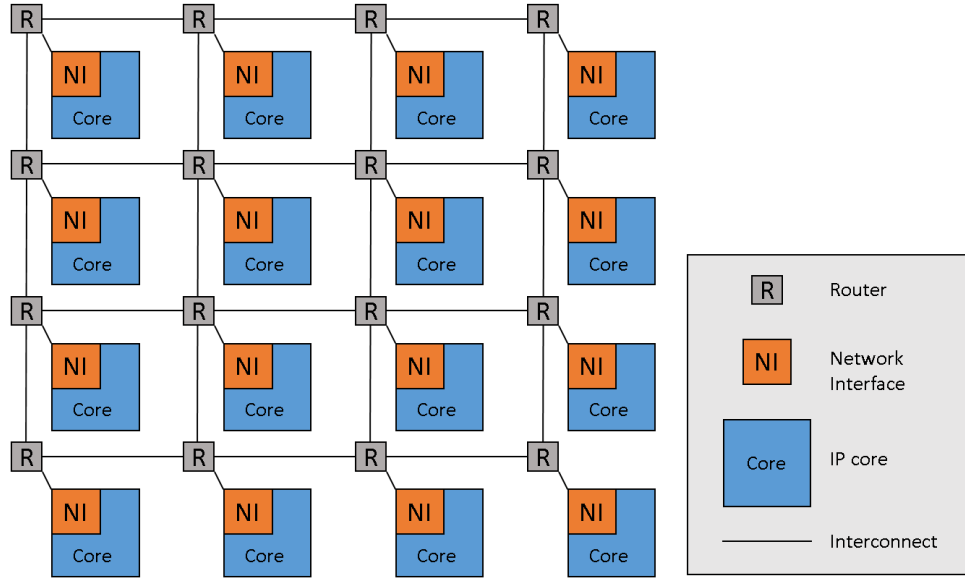 R R R R
NI NI NI NI
Core Core Core Core
R R R R
NI NI NI NI
Core Core Core Core
R R R R
NI NI NI NI
Core Core Core Core
R R R R
NI NI NI NI
Core Core Core Core
R Router
NI Network
Interface
Core IP core
Interconnect